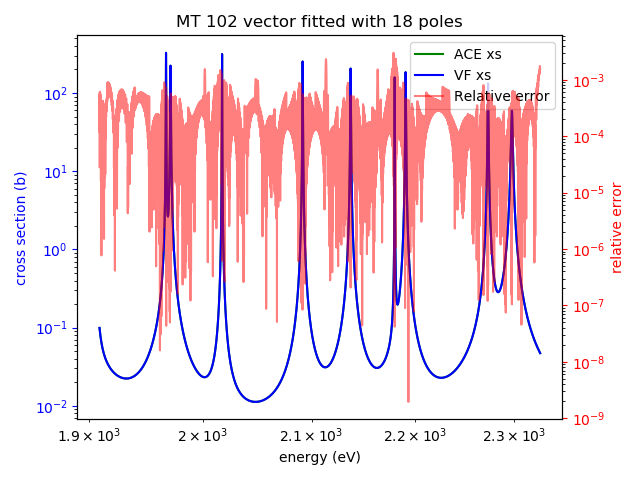 MT 102 vector fitted with 18 poles
ACE xs
VF xs
Relative error
10²
10¹
10⁰
10⁻¹
10⁻²
cross section (b)
10⁻³
10⁻⁴
10⁻⁵
10⁻⁶
10⁻⁷
10⁻⁸
10⁻⁹
relative error
1.9 × 10³
2 × 10³
2.1 × 10³
2.2 × 10³
2.3 × 10³
energy (eV)